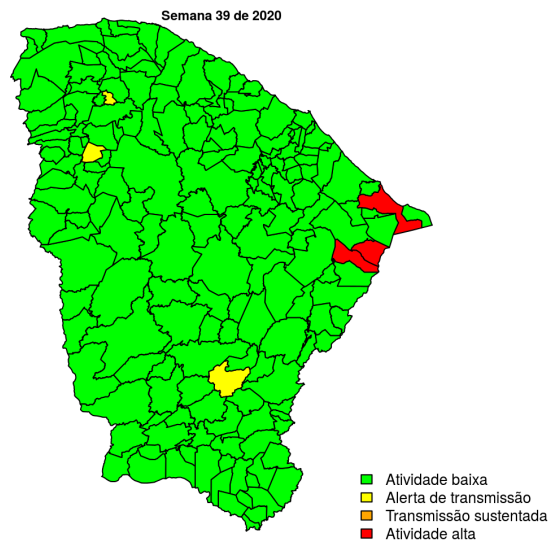 Semana 39 de 2020
Atividade baixa
Alerta de transmissão
Transmissão sustentada
Atividade alta